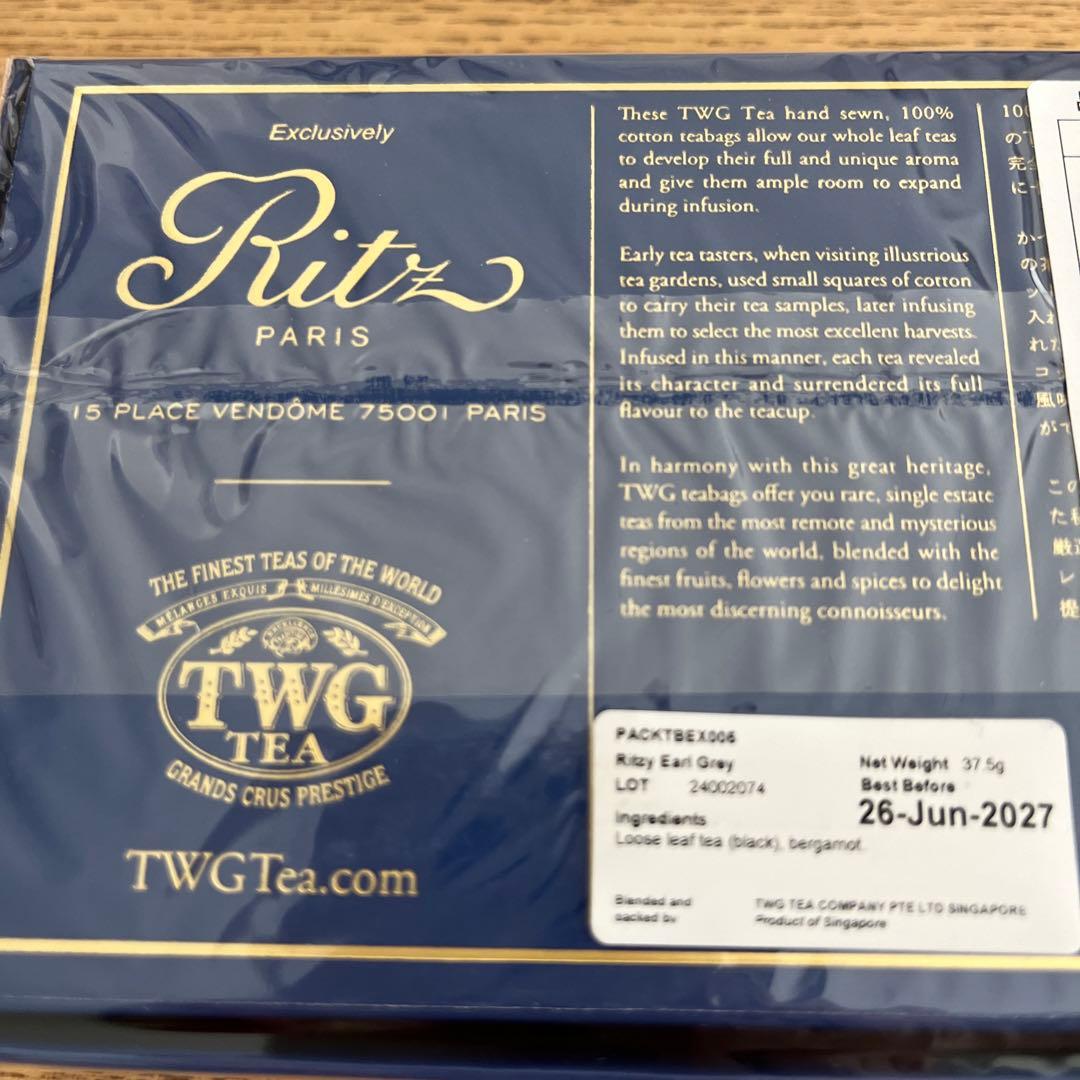 Exclusively
Ritz
PARIS
15 PLACE VENDÔME 75001 PARIS
THE FINEST TEAS OF THE WORLD
MÉLANGES EXQUIS MILLÉSIMES D'EXCEPTION
TWG
TEA
GRANDS CRUS PRESTIGE
TWGTea.com
These TWG Tea hand sewn, 100%
cotton teabags allow our whole leaf teas
to develop their full and unique aroma
and give them ample room to expand
during infusion.
Early tea tasters, when visiting illustrious
tea gardens, used small squares of cotton
to carry their tea samples, later infusing
them to select the most excellent harvests.
Infused in this manner, each tea revealed
its character and surrendered its full
flavour to the teacup.
In harmony with this great heritage,
TWG teabags offer you rare, single estate
teas from the most remote and mysterious
regions of the world, blended with the
finest fruits, flowers and spices to delight
the most discerning connoisseurs.
PACKTBEX006
Ritzy Earl Grey
LOT 24002074
Net Weight 37.5g
Best Before
26-Jun-2027
Ingredients
Loose leaf tea (black), bergamot.
Blended and
packed by
TWG TEA COMPANY PTE LTD SINGAPORE
Product of Singapore